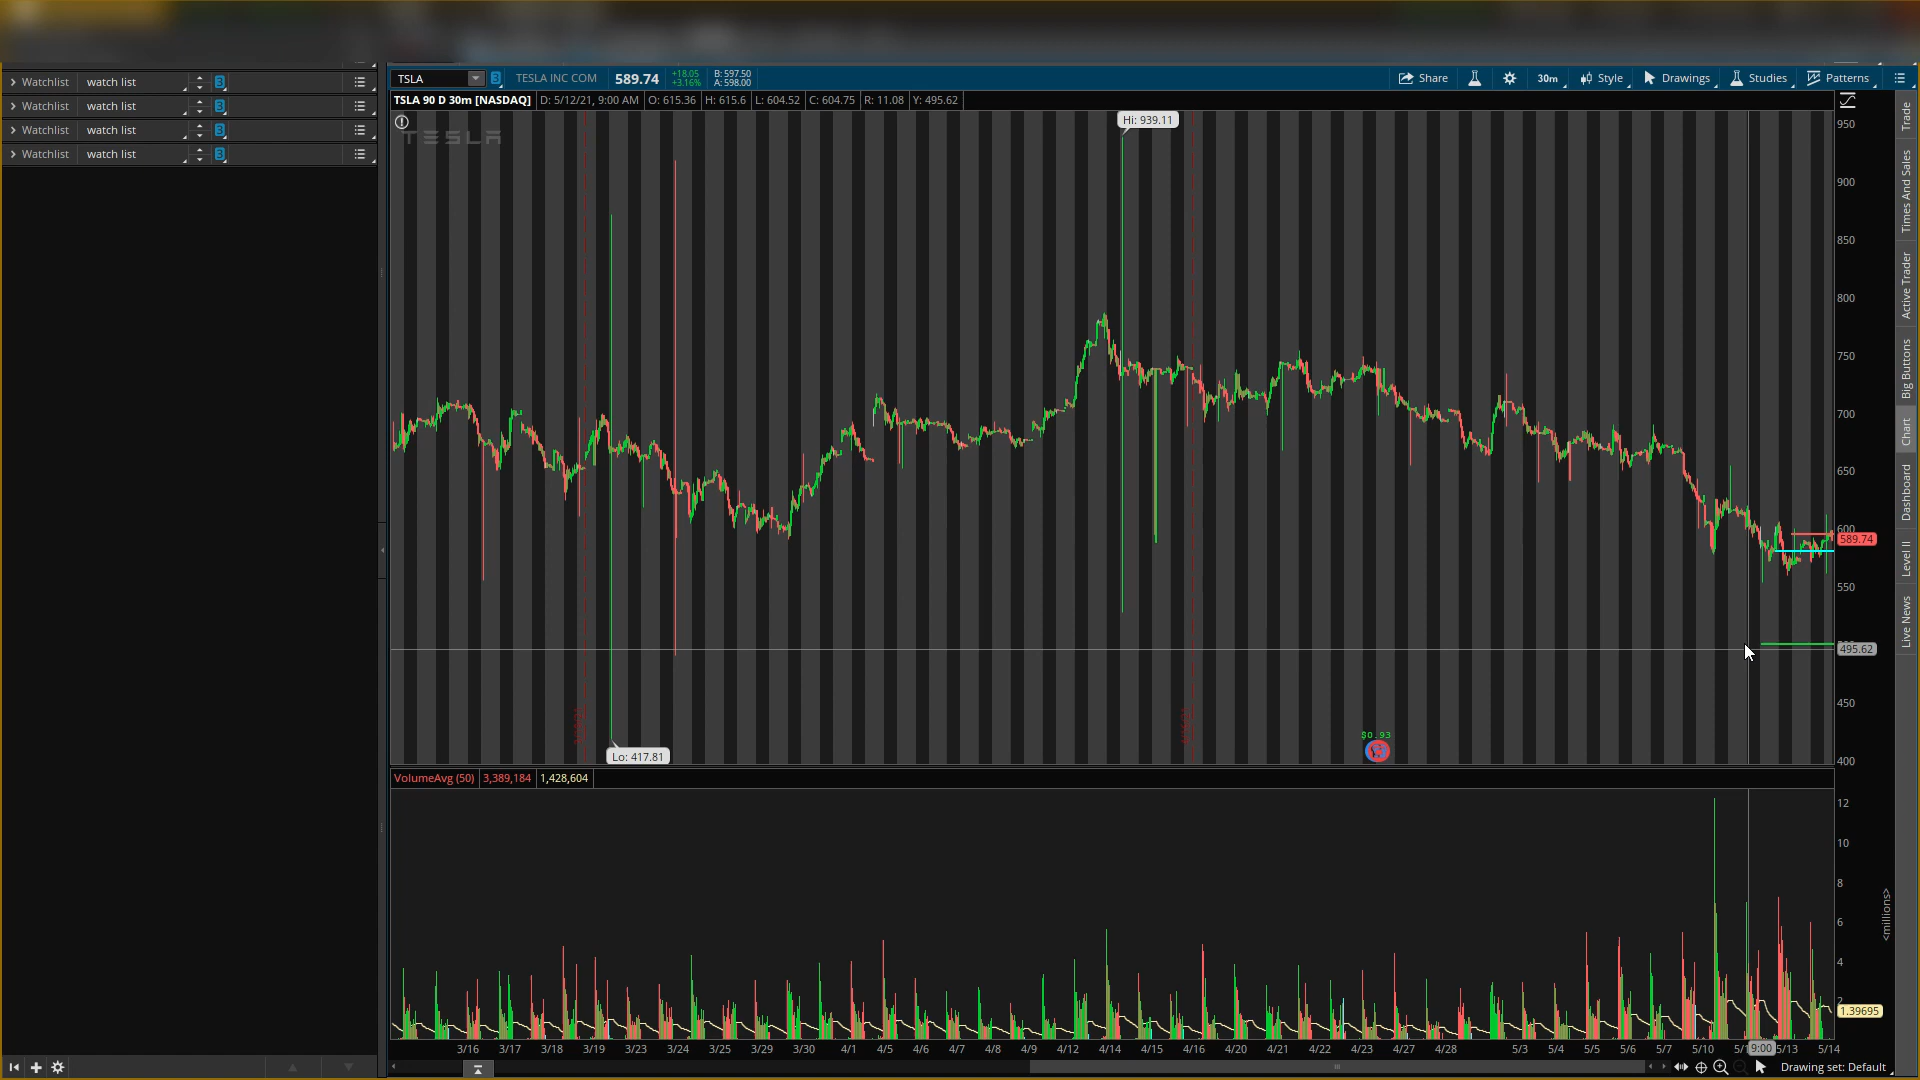 Watchlist watch list 3
Watchlist watch list 3
Watchlist watch list 3
Watchlist watch list 3
TSLA 3 TESLA INC COM 589.74 +18.05 +3.16% B: 597.50 A: 598.00 Share 30m Style Drawings Studies Patterns
TSLA 90 D 30m [NASDAQ] D: 5/12/21, 9:00 AM O: 615.36 H: 615.6 L: 604.52 C: 604.75 R: 11.08 Y: 495.62
TESLA
Hi: 939.11
Lo: 417.81
$0.93
950
900
850
800
750
700
650
600
589.74
550
495.62
450
400
VolumeAvg (50) 3,389,184 1,428,604
12
10
8
6
4
2
1.39695
<millions>
3/16 3/17 3/18 3/19 3/23 3/24 3/25 3/29 3/30 4/1 4/5 4/6 4/7 4/8 4/9 4/12 4/14 4/15 4/16 4/20 4/21 4/22 4/23 4/27 4/28 5/3 5/4 5/5 5/6 5/7 5/10 9:00 5/13 5/14
Drawing set: Default
Trade
Times And Sales
Active Trader
Big Buttons
Chart
Dashboard
Level II
Live News